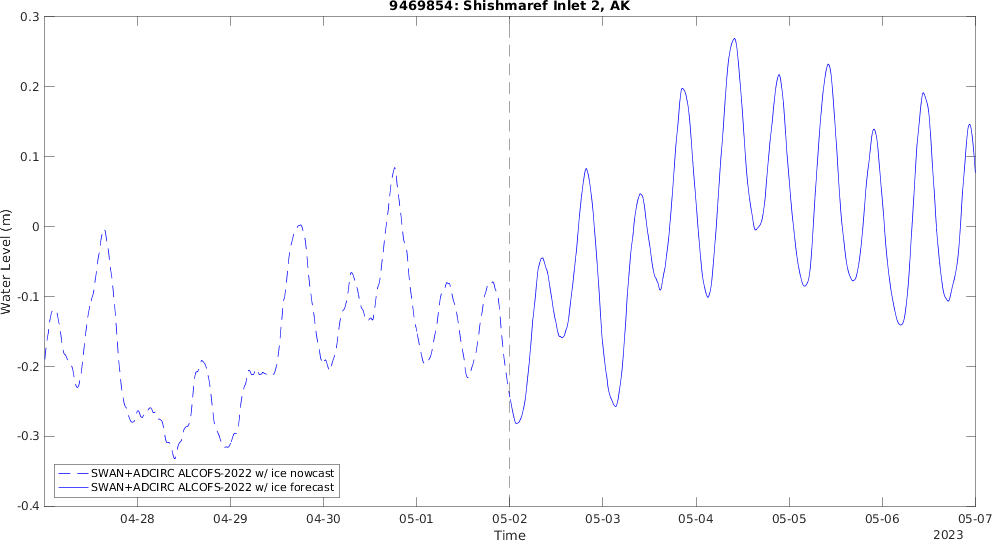 9469854: Shishmaref Inlet 2, AK
Water Level (m)
0.3
0.2
0.1
0
-0.1
-0.2
-0.3
-0.4
SWAN+ADCIRC ALCOFS-2022 w/ ice nowcast
SWAN+ADCIRC ALCOFS-2022 w/ ice forecast
04-28 04-29 04-30 05-01 05-02 05-03 05-04 05-05 05-06 05-07
Time
2023